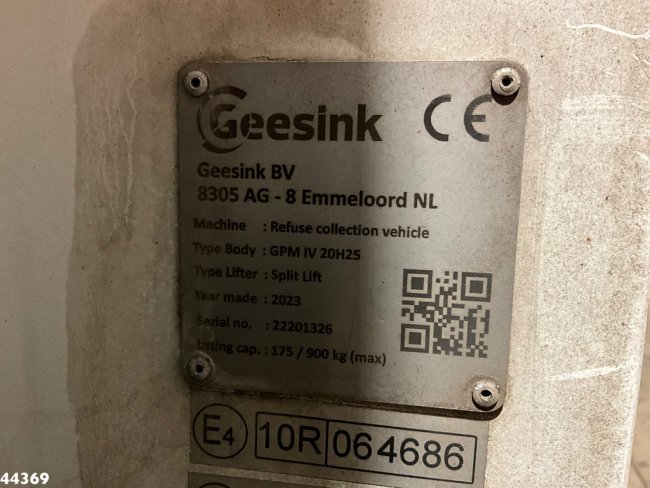 Geesink CE
Geesink BV
8305 AG - 8 Emmeloord NL
Machine : Refuse collection vehicle
Type Body : GPM IV 20H25
Type Lifter : Split Lift
Year made : 2023
Serial no. : 22201326
Lifting cap. : 175 / 900 kg (max)
E4 10R 064686
44369